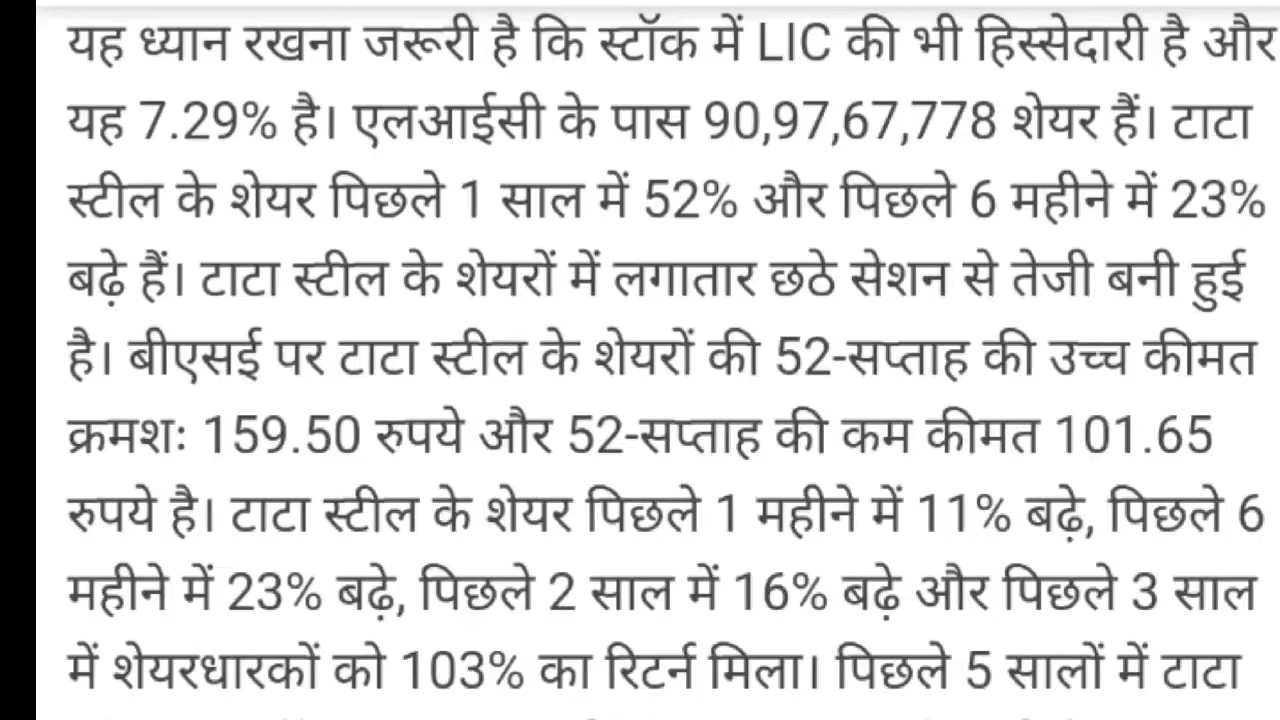 यह ध्यान रखना जरूरी है कि स्टॉक में LIC की भी हिस्सेदारी है और
यह 7.29% है। एलआईसी के पास 90,97,67,778 शेयर हैं। टाटा
स्टील के शेयर पिछले 1 साल में 52% और पिछले 6 महीने में 23%
बढ़े हैं। टाटा स्टील के शेयरों में लगातार छठे सेशन से तेजी बनी हुई
है। बीएसई पर टाटा स्टील के शेयरों की 52-सप्ताह की उच्च कीमत
क्रमशः 159.50 रुपये और 52-सप्ताह की कम कीमत 101.65
रुपये है। टाटा स्टील के शेयर पिछले 1 महीने में 11% बढ़े, पिछले 6
महीने में 23% बढ़े, पिछले 2 साल में 16% बढ़े और पिछले 3 साल
में शेयरधारकों को 103% का रिटर्न मिला। पिछले 5 सालों में टाटा